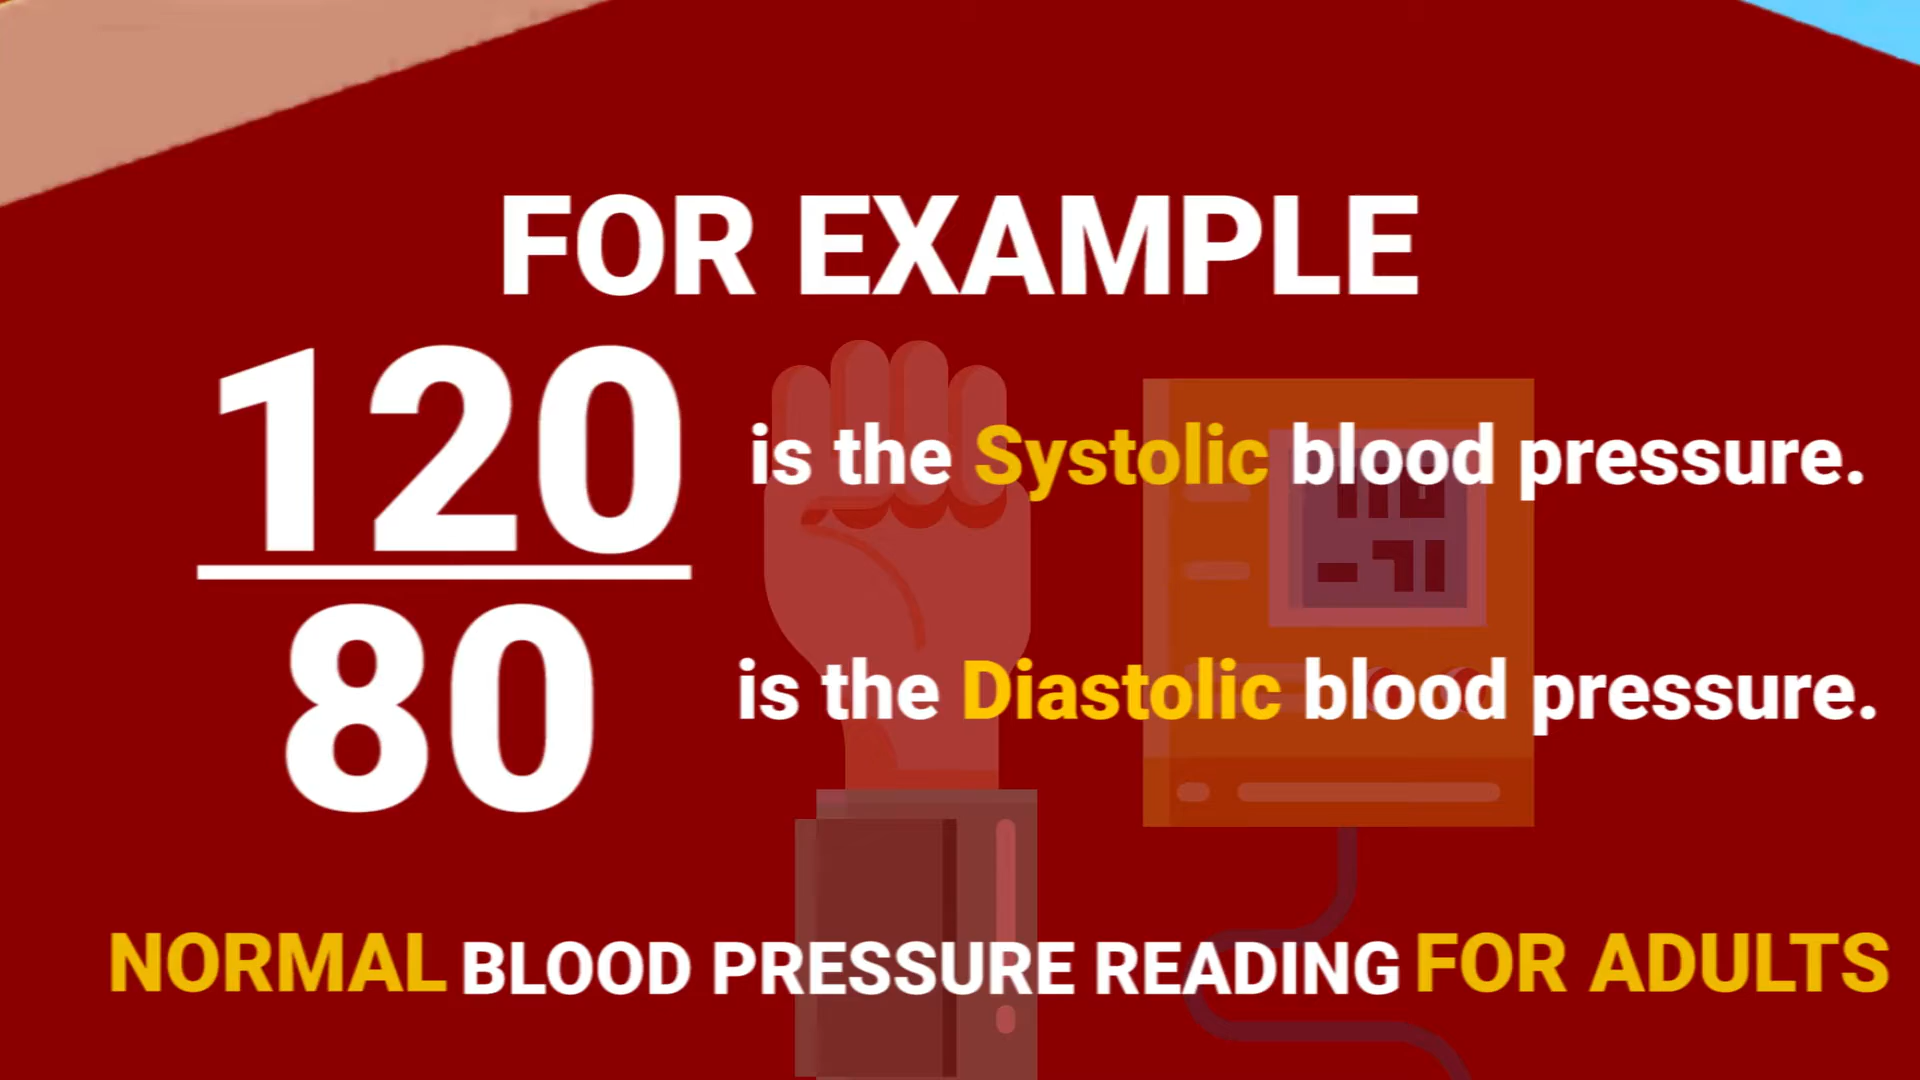 FOR EXAMPLE
120 is the Systolic blood pressure.
80 is the Diastolic blood pressure.
NORMAL BLOOD PRESSURE READING FOR ADULTS